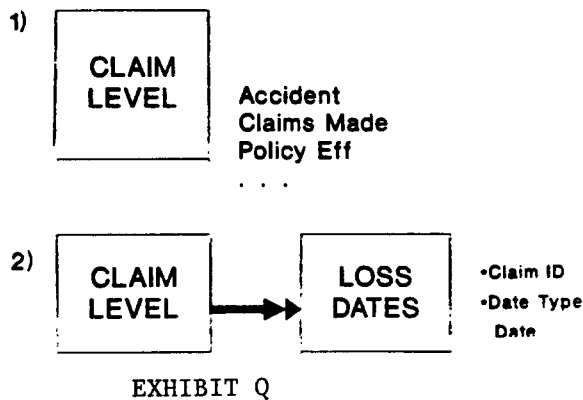 1)
CLAIM
LEVEL
Accident
Claims Made
Policy Eff
. . .
2)
CLAIM
LEVEL
LOSS
DATES
•Claim ID
•Date Type
Date
EXHIBIT Q